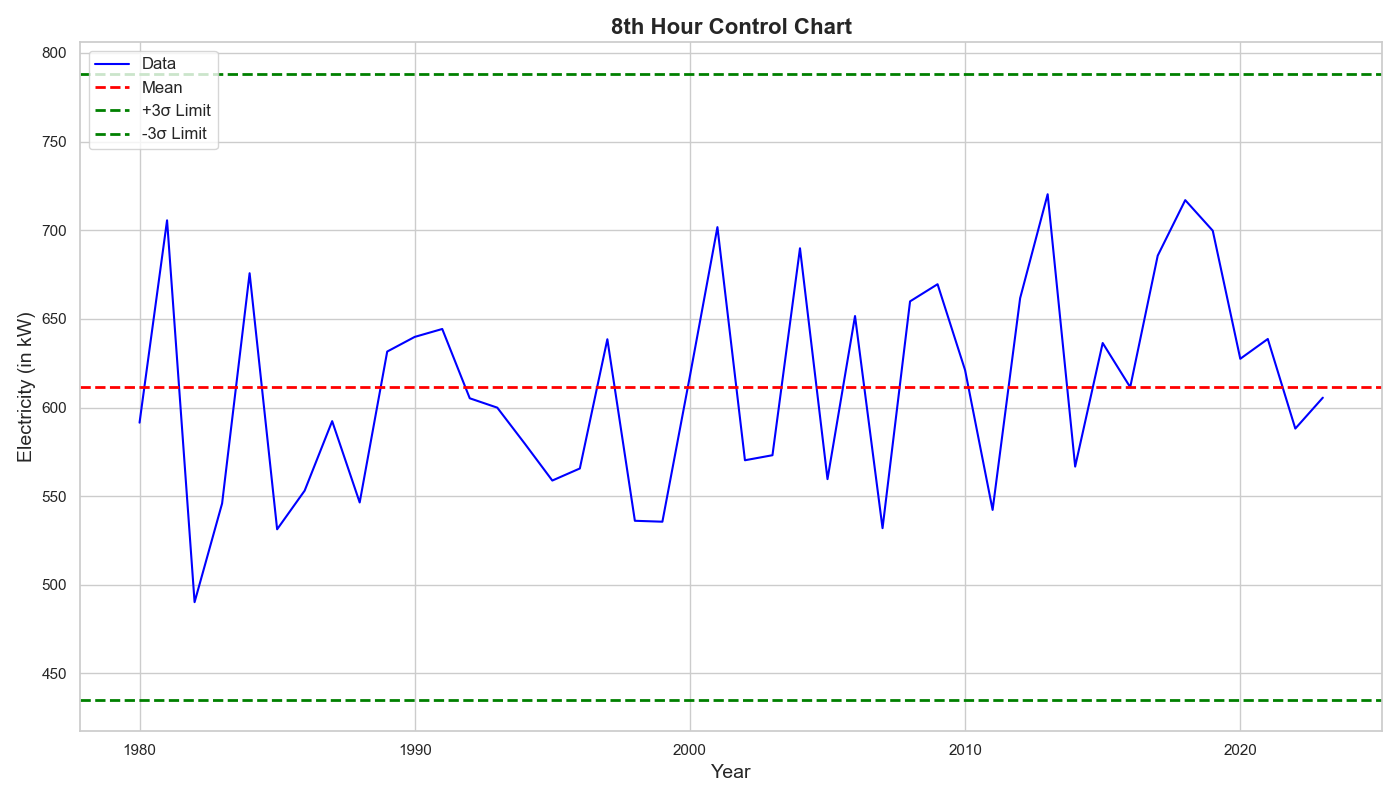 8th Hour Control Chart
Data
Mean
+3σ Limit
-3σ Limit
Electricity (in kW)
800
750
700
650
600
550
500
450
1980
1990
2000
2010
2020
Year